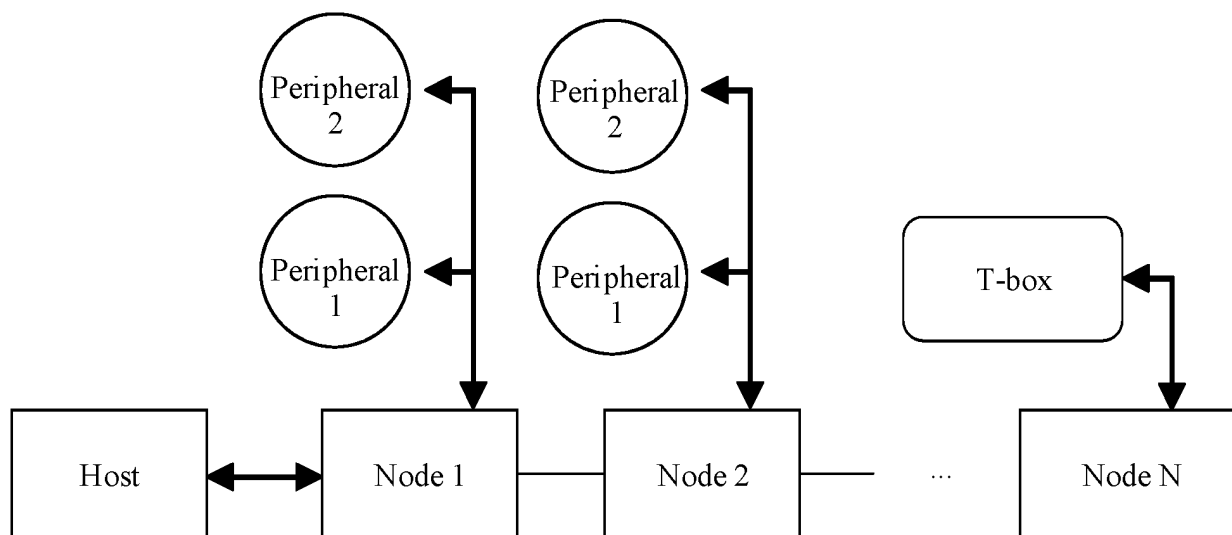 Peripheral
2
Peripheral
2
Peripheral
1
Peripheral
1
T-box
Host
Node 1
Node 2
...
Node N